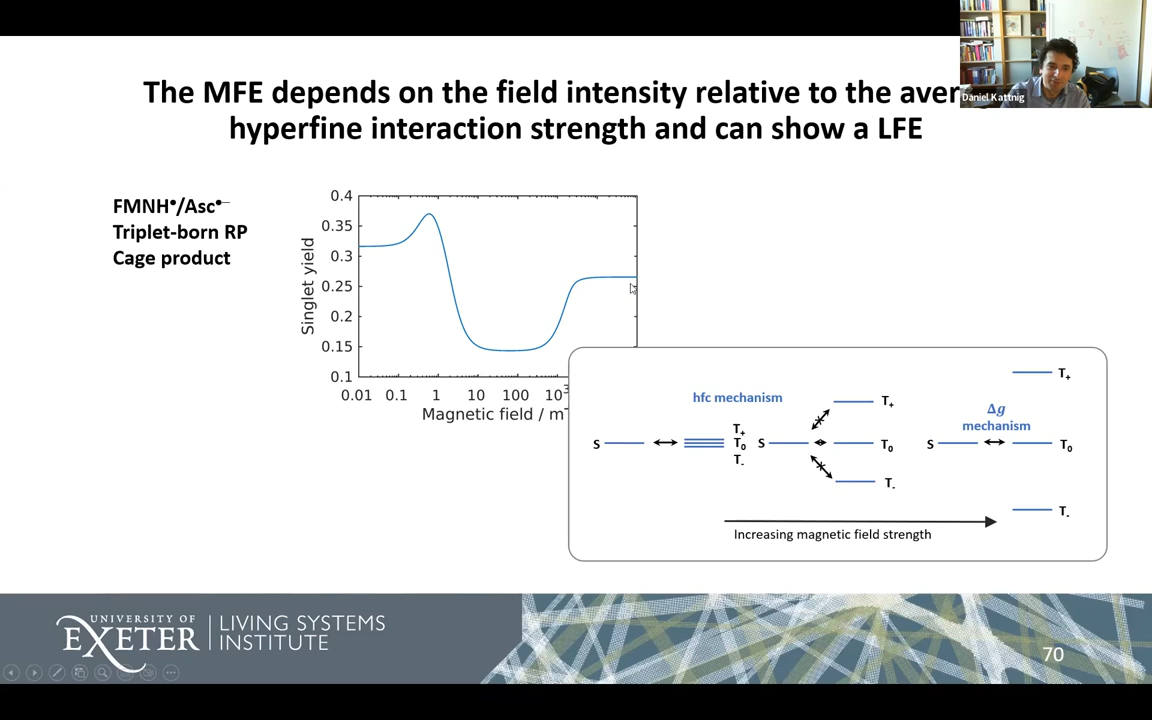 Daniel Kattnig
The MFE depends on the field intensity relative to the
hyperfine interaction strength and can show a LFE
FMNH•/Asc•−
Triplet-born RP
Cage product
Singlet yield
0.4
0.35
0.3
0.25
0.2
0.15
0.1
0.01 0.1 1 10 100 10³
Magnetic field / m
hfc mechanism
Δg
mechanism
T+
T+
T+
S T0 S T0 S T0
T-
T-
T-
Increasing magnetic field strength
UNIVERSITY OF
EXETER
LIVING SYSTEMS
INSTITUTE
70